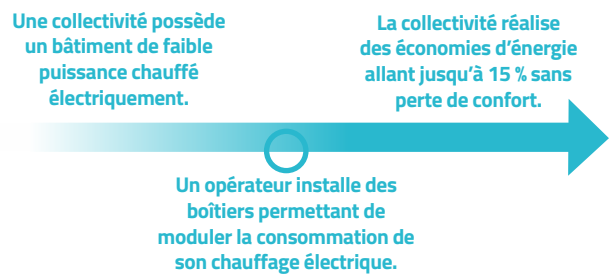 Une collectivité possède
un bâtiment de faible
puissance chauffé
électriquement.
La collectivité réalise
des économies d'énergie
allant jusqu'à 15 % sans
perte de confort.
Un opérateur installe des
boîtiers permettant de
moduler la consommation de
son chauffage électrique.